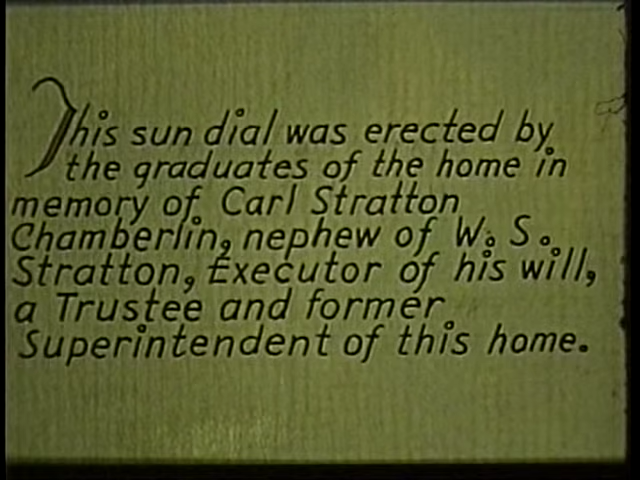 This sun dial was erected by
the graduates of the home in
memory of Carl Stratton
Chamberlin, nephew of W. S.
Stratton, Executor of his will,
a Trustee and former
Superintendent of this home.